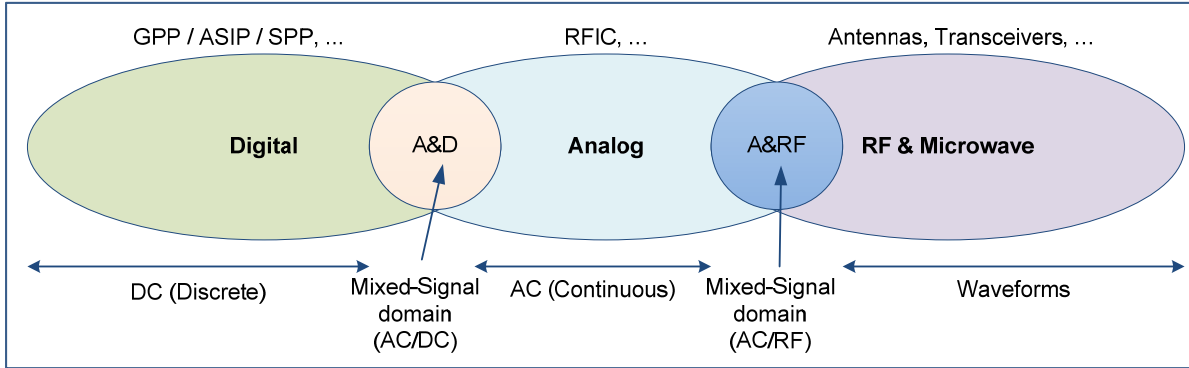 GPP / ASIP / SPP, ...
RFIC, ...
Antennas, Transceivers, ...
Digital
A&D
Analog
A&RF
RF & Microwave
DC (Discrete)
Mixed-Signal
domain
(AC/DC)
AC (Continuous)
Mixed-Signal
domain
(AC/RF)
Waveforms